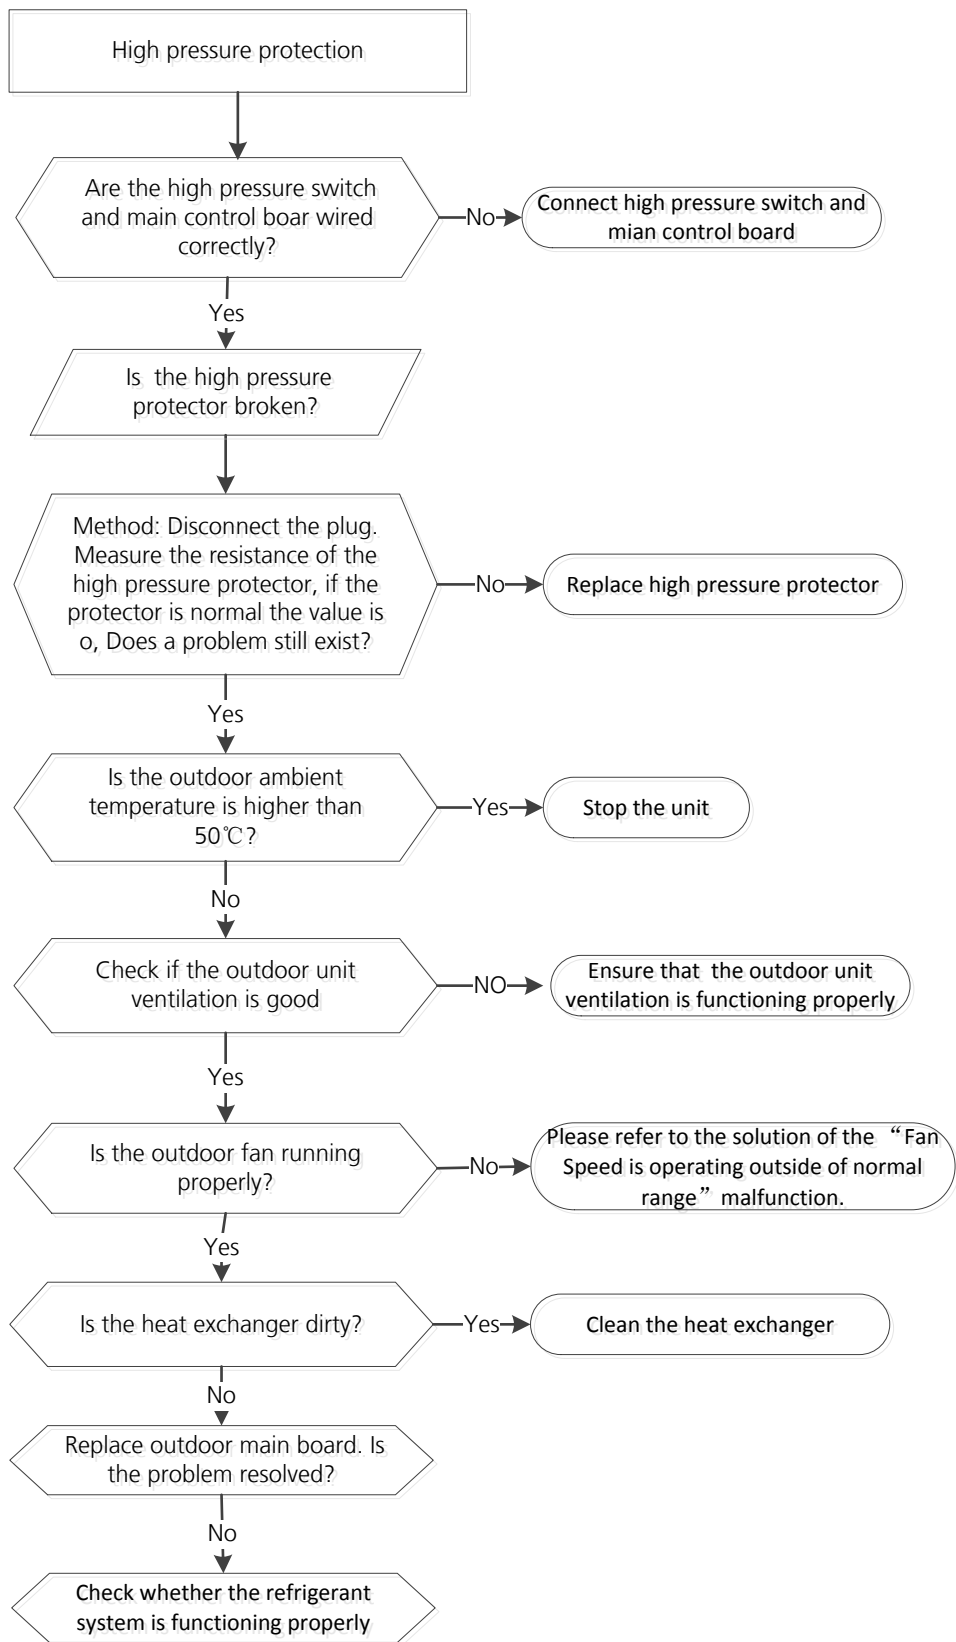 High pressure protection
Are the high pressure switch
and main control boar wired
correctly?
No
Connect high pressure switch and
mian control board
Yes
Is the high pressure
protector broken?
Method: Disconnect the plug.
Measure the resistance of the
high pressure protector, if the
protector is normal the value is
o, Does a problem still exist?
No
Replace high pressure protector
Yes
Is the outdoor ambient
temperature is higher than
50℃?
Yes
Stop the unit
No
Check if the outdoor unit
ventilation is good
NO
Ensure that the outdoor unit
ventilation is functioning properly
Yes
Is the outdoor fan running
properly?
No
Please refer to the solution of the “Fan
Speed is operating outside of normal
range” malfunction.
Yes
Is the heat exchanger dirty?
Yes
Clean the heat exchanger
No
Replace outdoor main board. Is
the problem resolved?
No
Check whether the refrigerant
system is functioning properly